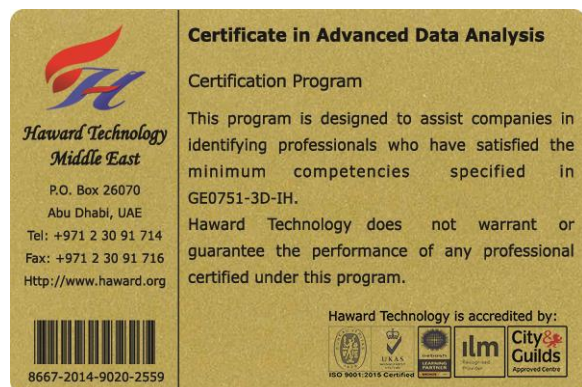 Haward Technology
Middle East
P.O. Box 26070
Abu Dhabi, UAE
Tel: +971 2 30 91 714
Fax: +971 2 30 91 716
Http://www.haward.org
8667-2014-9020-2559
Certificate in Advanced Data Analysis
Certification Program
This program is designed to assist companies in
identifying professionals who have satisfied the
minimum competencies specified in
GE0751-3D-IH.
Haward Technology does not warrant or
guarantee the performance of any professional
certified under this program.
Haward Technology is accredited by:
UKAS
ISO 9001:2015 Certified
LEARNING
PARTNER
ilm
Recognised
Provider
City&
Guilds
Approved Centre